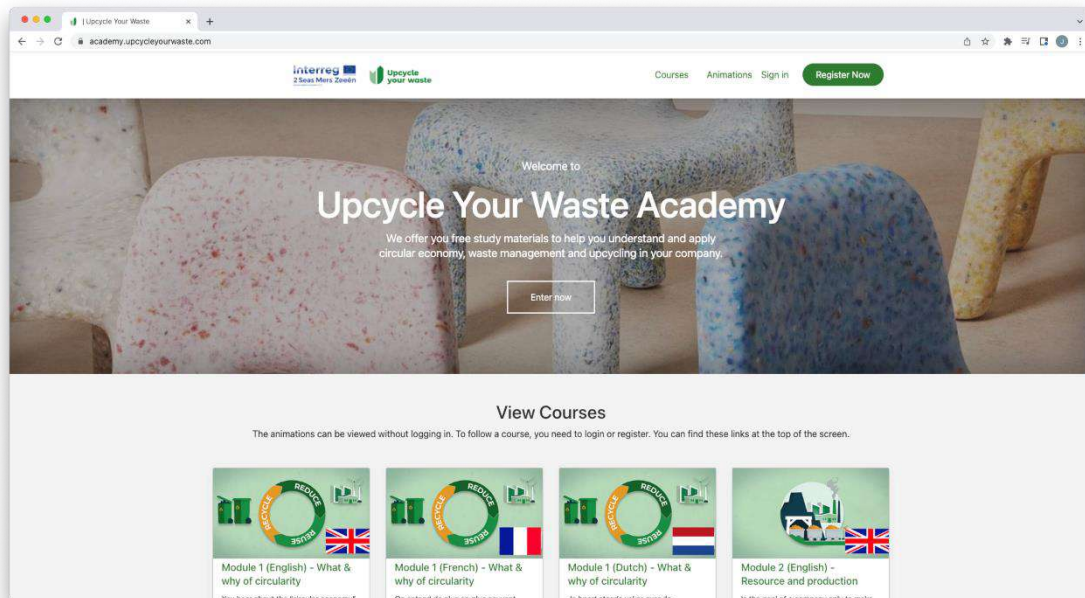 | Upcycle Your Waste
academy.upcycleyourwaste.com
interreg
2 Seas Mers Zeeën
Upcycle
your waste
Courses Animations Sign in Register Now
Welcome to
Upcycle Your Waste Academy
We offer you free study materials to help you understand and apply
circular economy, waste management and upcycling in your company.
Enter now
View Courses
The animations can be viewed without logging in. To follow a course, you need to login or register. You can find these links at the top of the screen.
REDUCE
REUSE
RECYCLE
REDUCE
REUSE
RECYCLE
REDUCE
REUSE
RECYCLE
Module 1 (English) - What &
why of circularity
Module 1 (French) - What &
why of circularity
Module 1 (Dutch) - What &
why of circularity
Module 2 (English) -
Resource and production